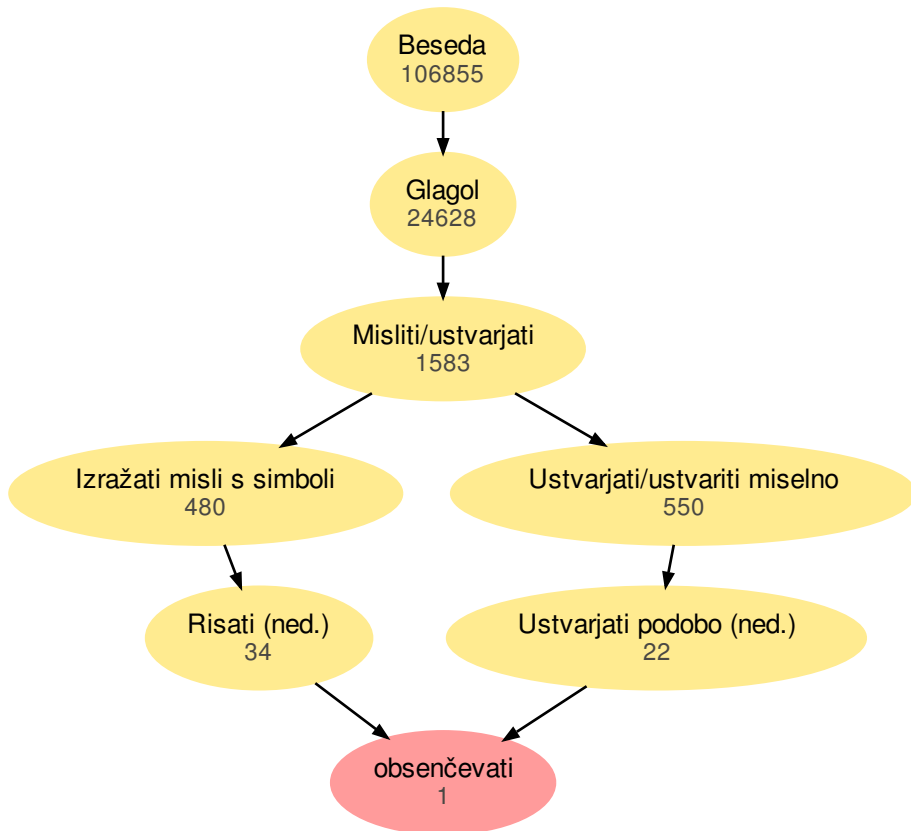 Beseda
106855
Glagol
24628
Misliti/ustvarjati
1583
Izražati misli s simboli
480
Ustvarjati/ustvariti miselno
550
Risati (ned.)
34
Ustvarjati podobo (ned.)
22
obsenčevati
1